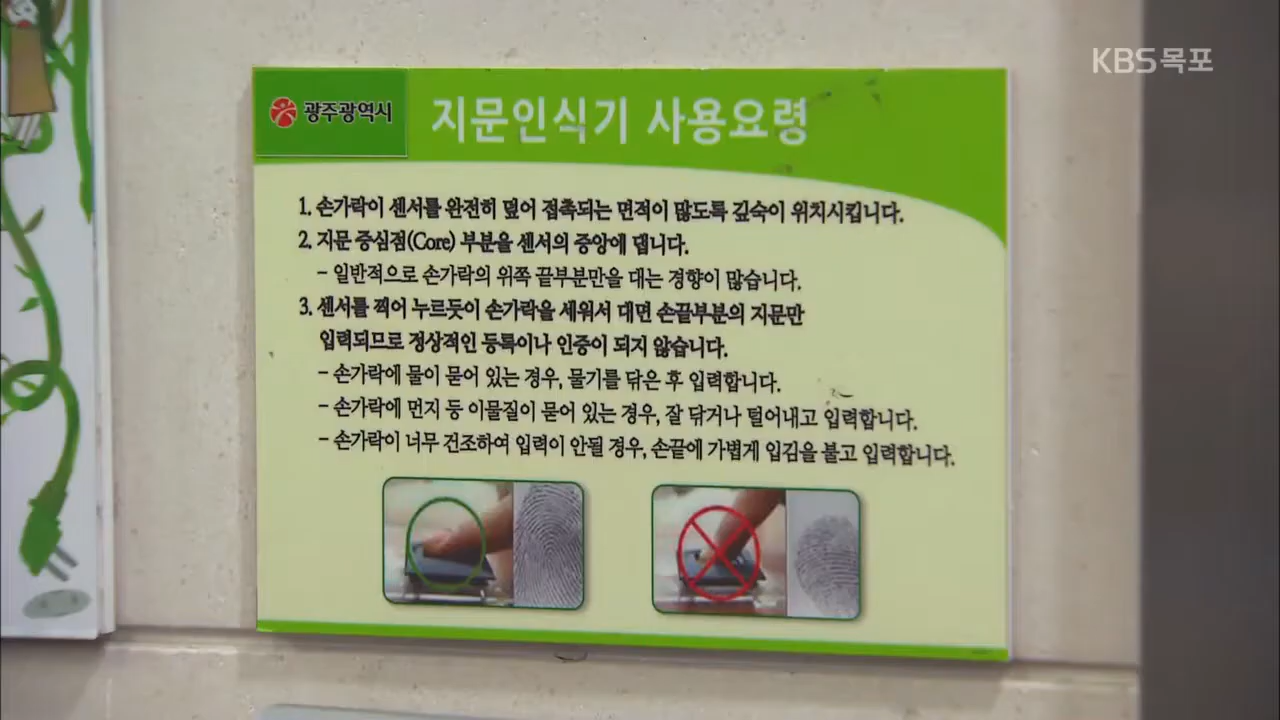 KBS목포
광주광역시
지문인식기 사용요령
1. 손가락이 센서를 완전히 덮어 접촉되는 면적이 많도록 깊숙이 위치시킵니다.
2. 지문 중심점(Core) 부분을 센서의 중앙에 댑니다.
- 일반적으로 손가락의 위쪽 끝부분만을 대는 경향이 많습니다.
3. 센서를 찍어 누르듯이 손가락을 세워서 대면 손끝부분의 지문만
입력되므로 정상적인 등록이나 인증이 되지 않습니다.
- 손가락에 물이 묻어 있는 경우, 물기를 닦은 후 입력합니다.
- 손가락에 먼지 등 이물질이 묻어 있는 경우, 잘 닦거나 털어내고 입력합니다.
- 손가락이 너무 건조하여 입력이 안될 경우, 손끝에 가볍게 입김을 불고 입력합니다.